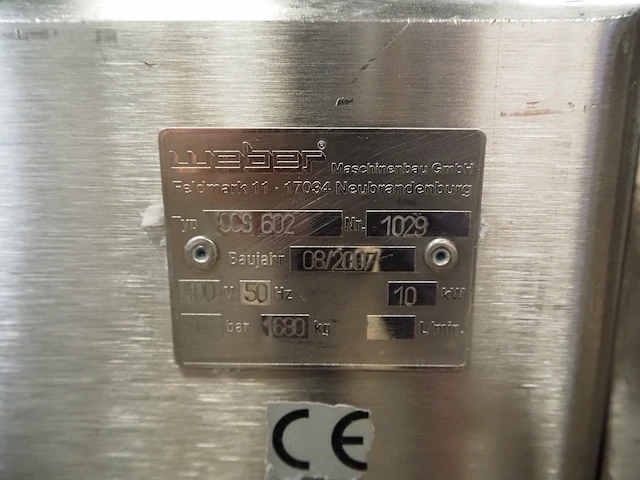 weber® Maschinenbau GmbH
Feldmark 11 · 17034 Neubrandenburg
Typ CCS 602 Nr. 1029
Baujahr 08/2007
400 V 50 Hz 10 kW
bar 1680 kg L/min.
CE